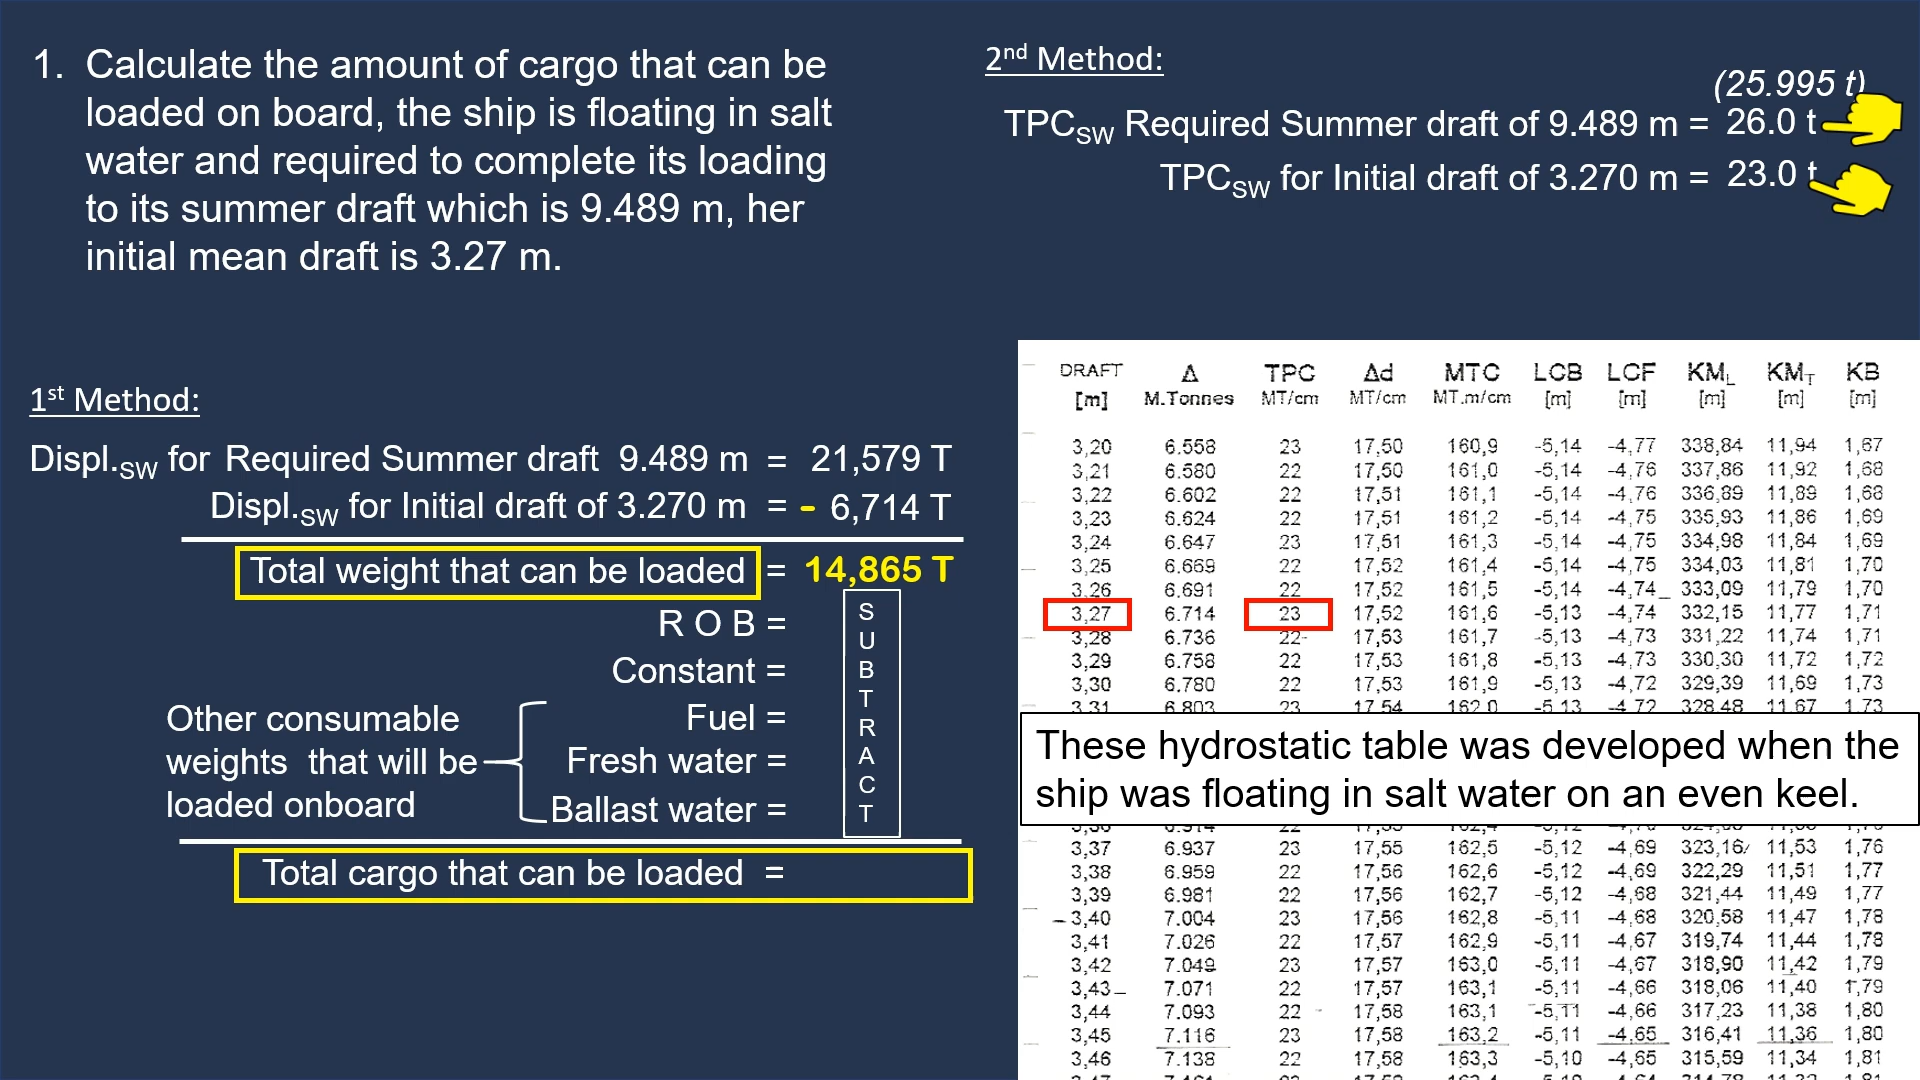 1. Calculate the amount of cargo that can be
loaded on board, the ship is floating in salt
water and required to complete its loading
to its summer draft which is 9.489 m, her
initial mean draft is 3.27 m.
1st Method:
Displ.SW for Required Summer draft 9.489 m = 21,579 T
Displ.SW for Initial draft of 3.270 m = - 6,714 T
Total weight that can be loaded = 14,865 T
R O B =
Constant =
Fuel =
Other consumable
weights that will be
loaded onboard
Fresh water =
Ballast water =
SUBTRACT
Total cargo that can be loaded =
2nd Method:
(25.995 t)
TPCSW Required Summer draft of 9.489 m = 26.0 t
TPCSW for Initial draft of 3.270 m = 23.0 t
DRAFT Δ TPC Δd MTC LCB LCF KML KMT KB
[m] M.Tonnes MT/cm MT/cm MT.m/cm [m] [m] [m] [m] [m]
3,20 6.558 23 17,50 160,9 -5,14 -4,77 338,84 11,94 1,67
3,21 6.580 22 17,50 161,0 -5,14 -4,76 337,86 11,92 1,68
3,22 6.602 22 17,51 161,1 -5,14 -4,76 336,89 11,89 1,68
3,23 6.624 22 17,51 161,2 -5,14 -4,75 335,93 11,86 1,69
3,24 6.647 23 17,51 161,3 -5,14 -4,75 334,98 11,84 1,69
3,25 6.669 22 17,52 161,4 -5,14 -4,75 334,03 11,81 1,70
3,26 6.691 22 17,52 161,5 -5,14 -4,74 333,09 11,79 1,70
3,27 6.714 23 17,52 161,6 -5,13 -4,74 332,15 11,77 1,71
3,28 6.736 22 17,53 161,7 -5,13 -4,73 331,22 11,74 1,71
3,29 6.758 22 17,53 161,8 -5,13 -4,73 330,30 11,72 1,72
3,30 6.780 22 17,53 161,9 -5,13 -4,72 329,39 11,69 1,73
3,31 6.803 23 17,54 162,0 -5,13 -4,72 328,48 11,67 1,73
These hydrostatic table was developed when the
ship was floating in salt water on an even keel.
3,37 6.937 23 17,55 162,5 -5,12 -4,69 323,16 11,53 1,76
3,38 6.959 22 17,56 162,6 -5,12 -4,69 322,29 11,51 1,77
3,39 6.981 22 17,56 162,7 -5,12 -4,68 321,44 11,49 1,77
3,40 7.004 23 17,56 162,8 -5,11 -4,68 320,58 11,47 1,78
3,41 7.026 22 17,57 162,9 -5,11 -4,67 319,74 11,44 1,78
3,42 7.049 23 17,57 163,0 -5,11 -4,67 318,90 11,42 1,79
3,43 7.071 22 17,57 163,1 -5,11 -4,66 318,06 11,40 1,79
3,44 7.093 22 17,58 163,1 -5,11 -4,66 317,23 11,38 1,80
3,45 7.116 23 17,58 163,2 -5,11 -4,65 316,41 11,36 1,80
3,46 7.138 22 17,58 163,3 -5,10 -4,65 315,59 11,34 1,81